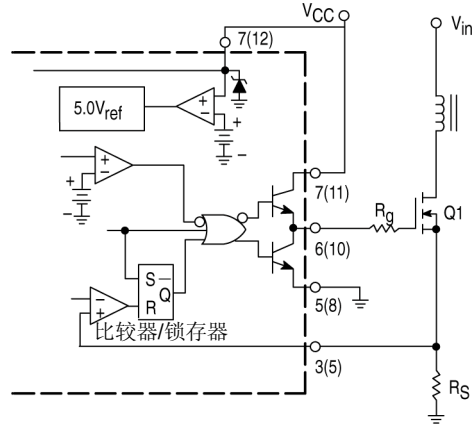 VCC
Vin
7(12)
5.0Vref
+
−
+
−
+
−
+
−
7(11)
Rg
Q1
6(10)
S
Q
R
5(8)
−
+
比较器/锁存器
3(5)
RS